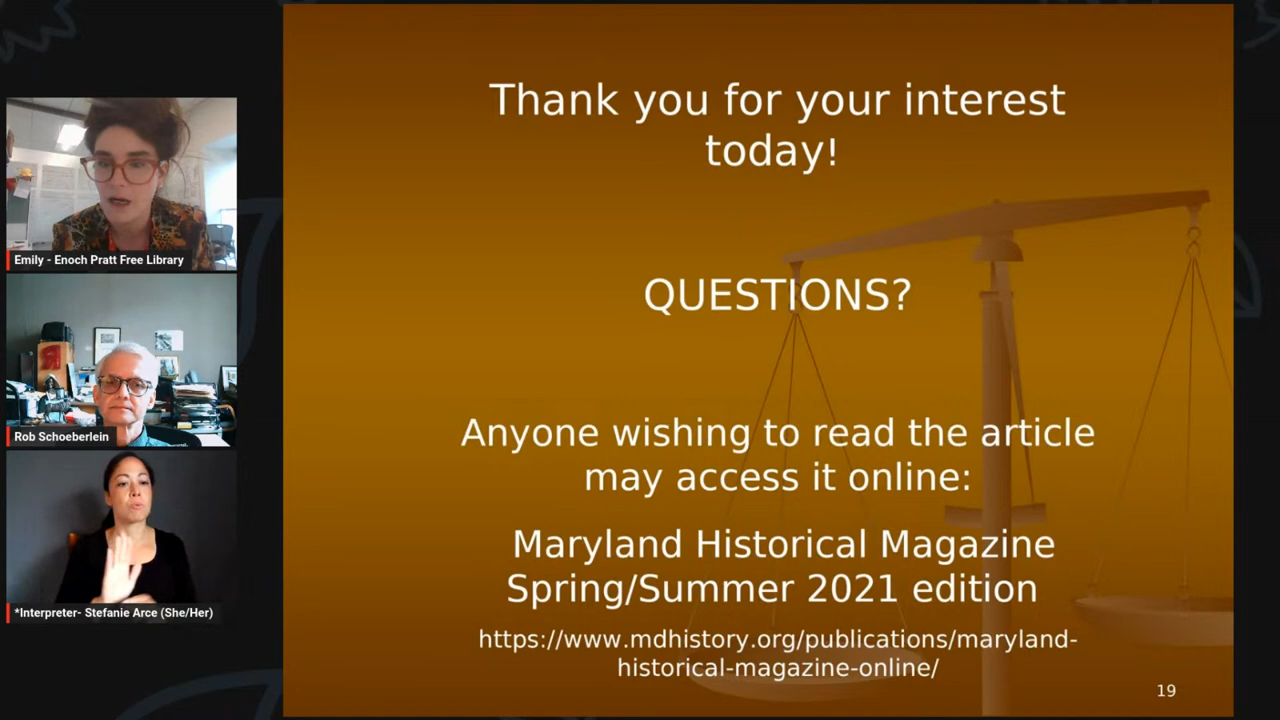 Thank you for your interest
today!
QUESTIONS?
Anyone wishing to read the article
may access it online:
Maryland Historical Magazine
Spring/Summer 2021 edition
https://www.mdhistory.org/publications/maryland-
historical-magazine-online/
19
Emily - Enoch Pratt Free Library
Rob Schoeberlein
*Interpreter- Stefanie Arce (She/Her)